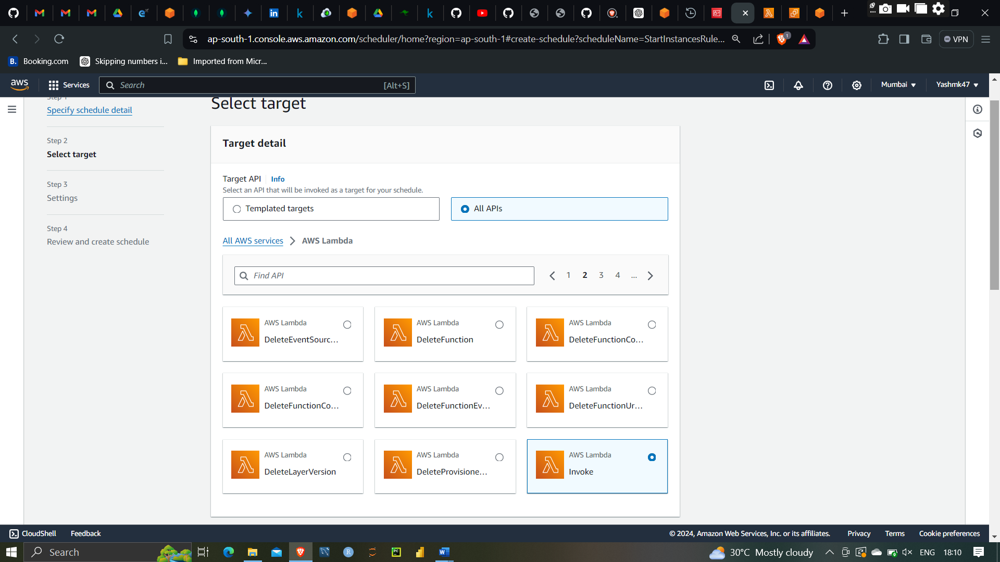 ap-south-1.console.aws.amazon.com/scheduler/home?region=ap-south-1#create-schedule?scheduleName=StartInstancesRule...
1
VPN
B. Booking.com
Skipping numbers i...
Imported from Micr...
aws
Services
Search
[Alt+S]
Mumbai
Yashmk47
Step 1
Specify schedule detail
Step 2
Select target
Step 3
Settings
Step 4
Review and create schedule
Select target
Target detail
Target API
Info
Select an API that will be invoked as a target for your schedule.
Templated targets
All APIs
All AWS services
AWS Lambda
Find API
1 2 3 4 ...
AWS Lambda
DeleteEventSourc...
AWS Lambda
DeleteFunction
AWS Lambda
DeleteFunctionCo...
AWS Lambda
DeleteFunctionCo...
AWS Lambda
DeleteFunctionEv...
AWS Lambda
DeleteFunctionUr...
AWS Lambda
DeleteLayerVersion
AWS Lambda
DeleteProvisione...
AWS Lambda
Invoke
CloudShell
Feedback
© 2024, Amazon Web Services, Inc. or its affiliates.
Privacy
Terms
Cookie preferences
Search
30°C Mostly cloudy
ENG
18:10